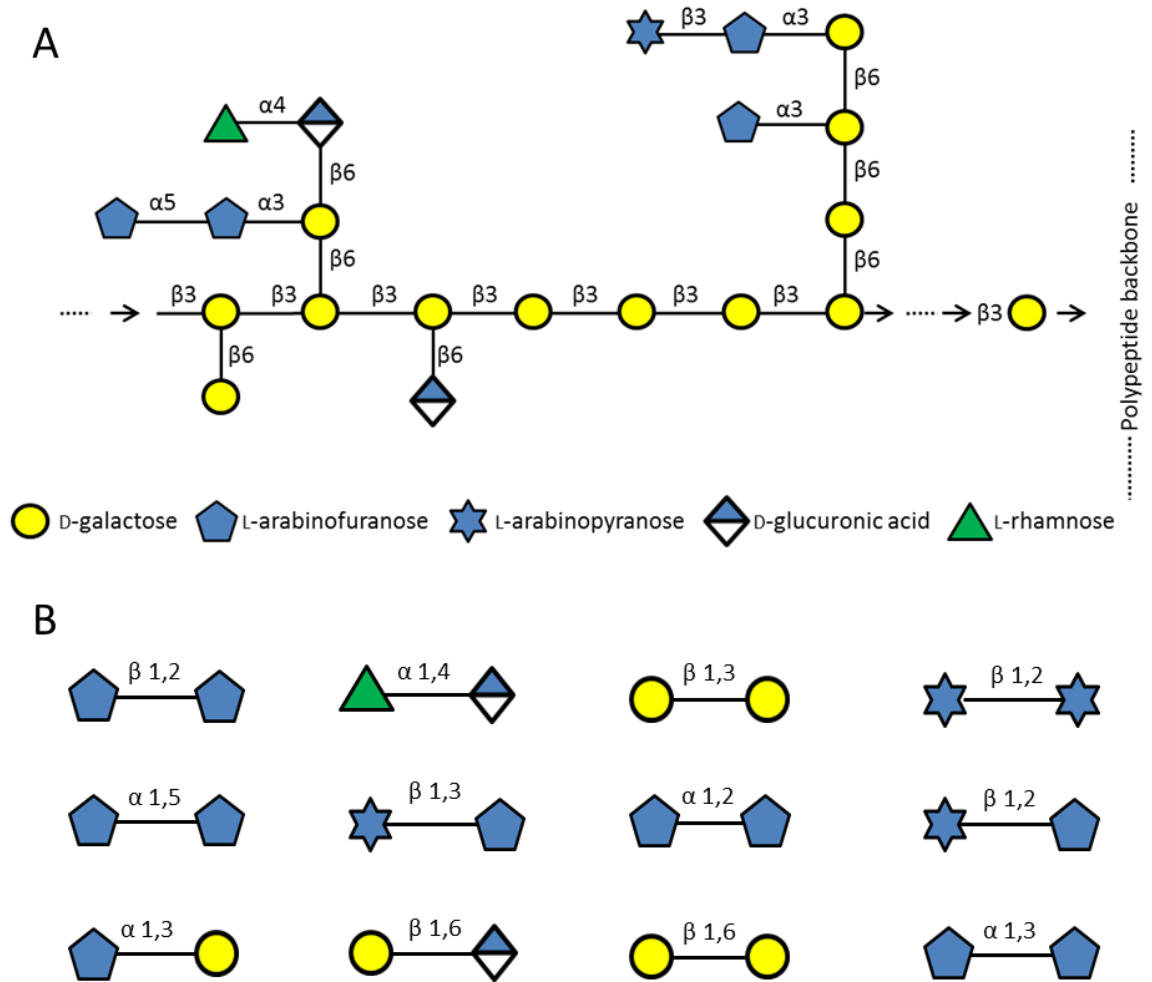 A
β3 α3
β6
α4 α3
β6 β6
α5 α3
β6 β6
β3 β3 β3 β3 β3 β3 β3 β3
β6 β6
Polypeptide backbone
D-galactose L-arabinofuranose L-arabinopyranose D-glucuronic acid L-rhamnose
B
β 1,2 α 1,4 β 1,3 β 1,2
α 1,5 β 1,3 α 1,2 β 1,2
α 1,3 β 1,6 β 1,6 α 1,3